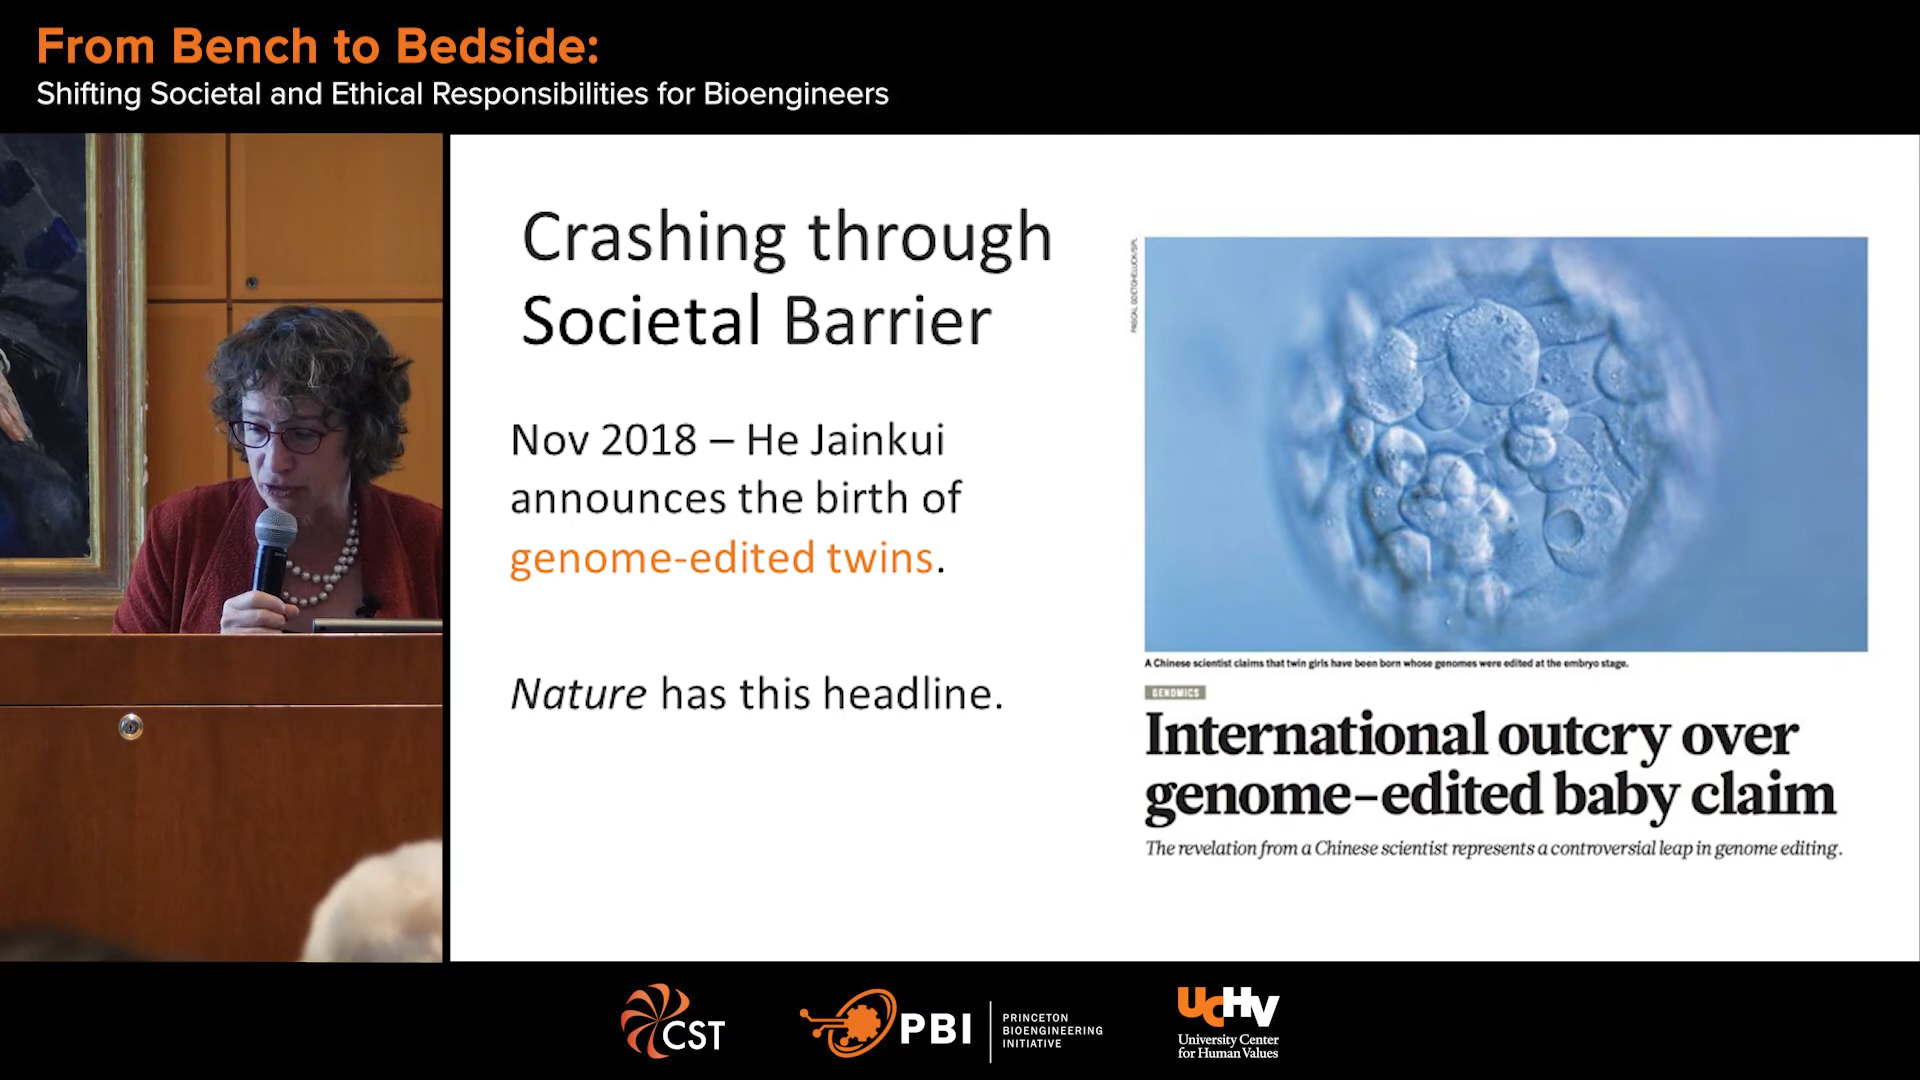 From Bench to Bedside:
Shifting Societal and Ethical Responsibilities for Bioengineers
Crashing through
Societal Barrier
Nov 2018 – He Jainkui
announces the birth of
genome-edited twins.
Nature has this headline.
PASCAL GOETGHELUCK/SPL
A Chinese scientist claims that twin girls have been born whose genomes were edited at the embryo stage.
GENOMICS
International outcry over
genome-edited baby claim
The revelation from a Chinese scientist represents a controversial leap in genome editing.
CST
PBI
PRINCETON
BIOENGINEERING
INITIATIVE
UCHV
University Center
for Human Values